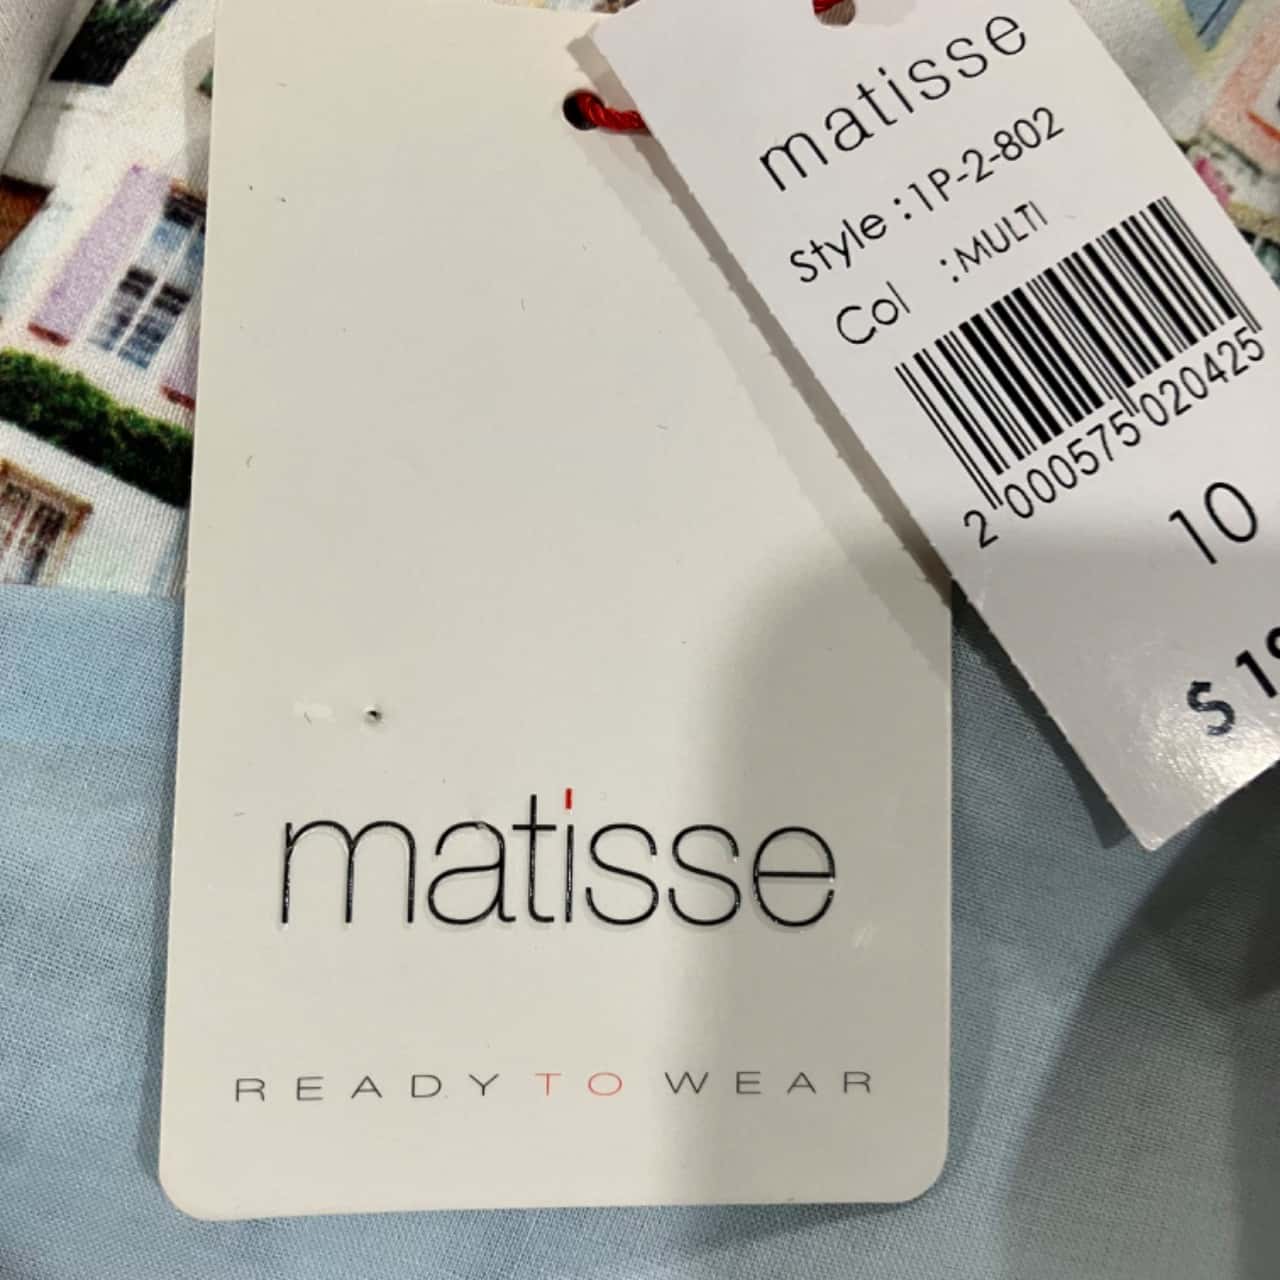 matisse
Style : 1P-2-802
Col : MULTI
2 000575 020425
10
matisse
READY TO WEAR